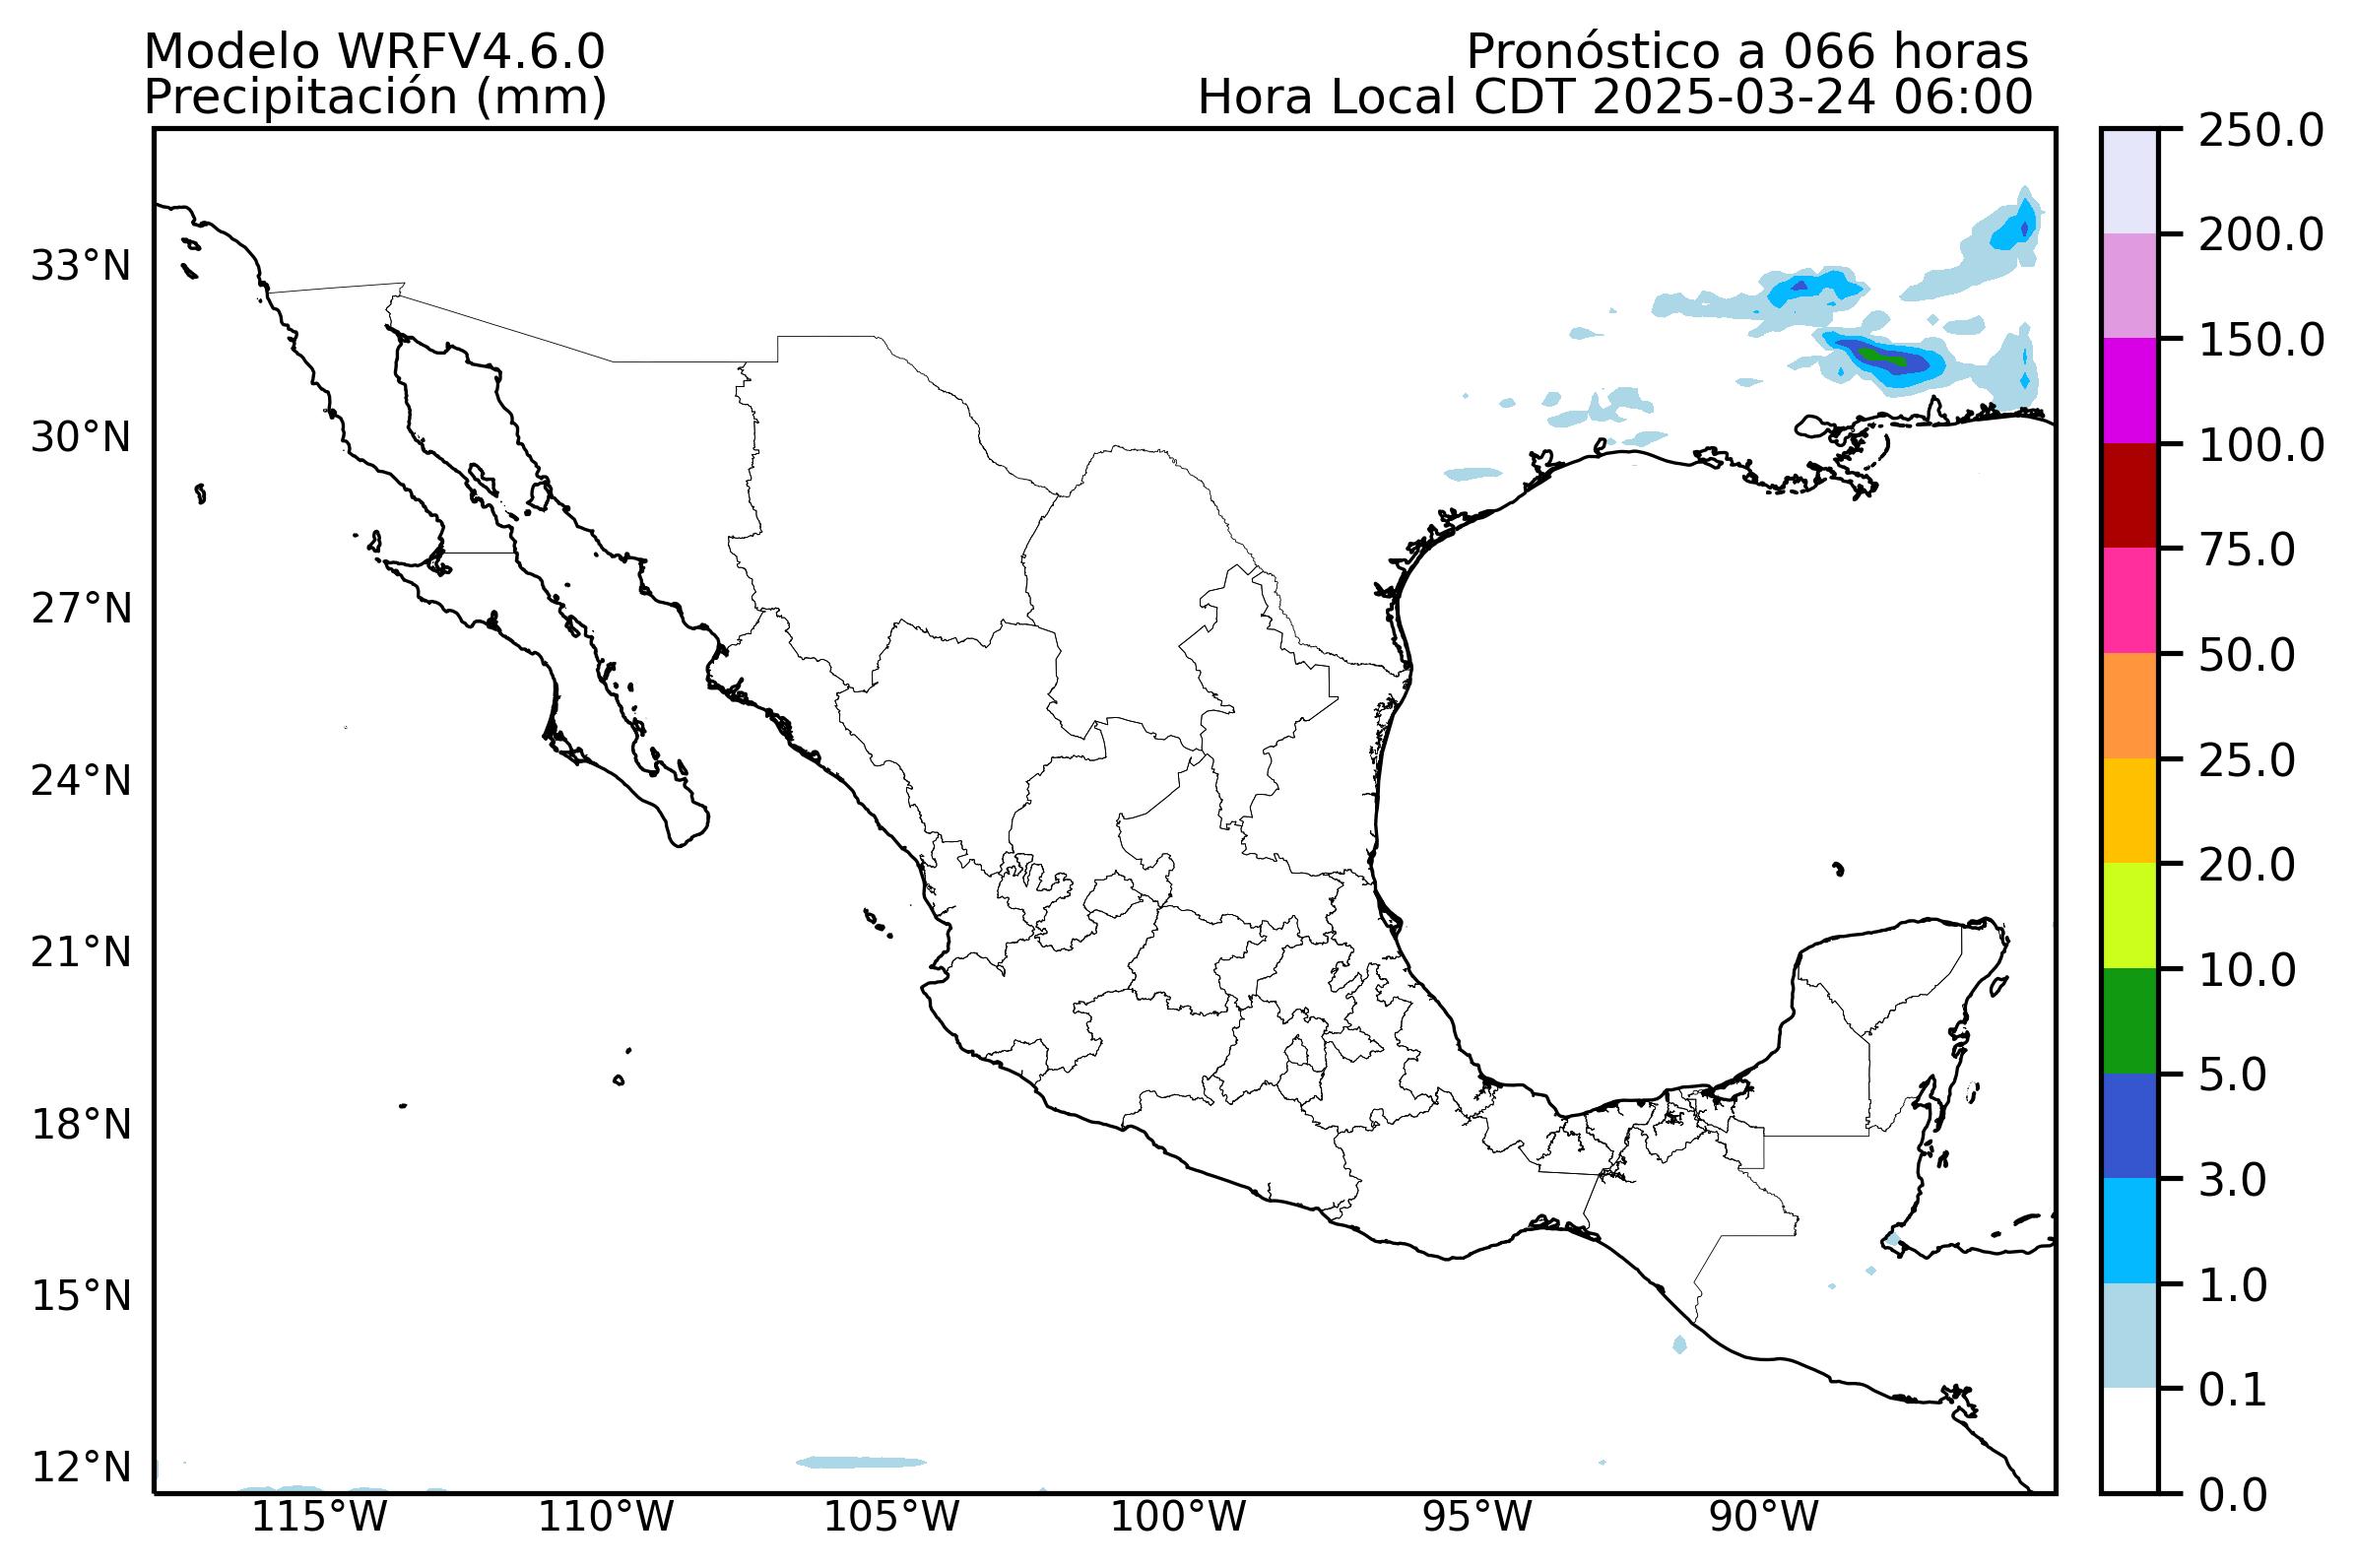 Modelo WRFV4.6.0
Pronóstico a 066 horas
Precipitación (mm)
Hora Local CDT 2025-03-24 06:00
33°N
30°N
27°N
24°N
21°N
18°N
15°N
12°N
115°W
110°W
105°W
100°W
95°W
90°W
250.0
200.0
150.0
100.0
75.0
50.0
25.0
20.0
10.0
5.0
3.0
1.0
0.1
0.0